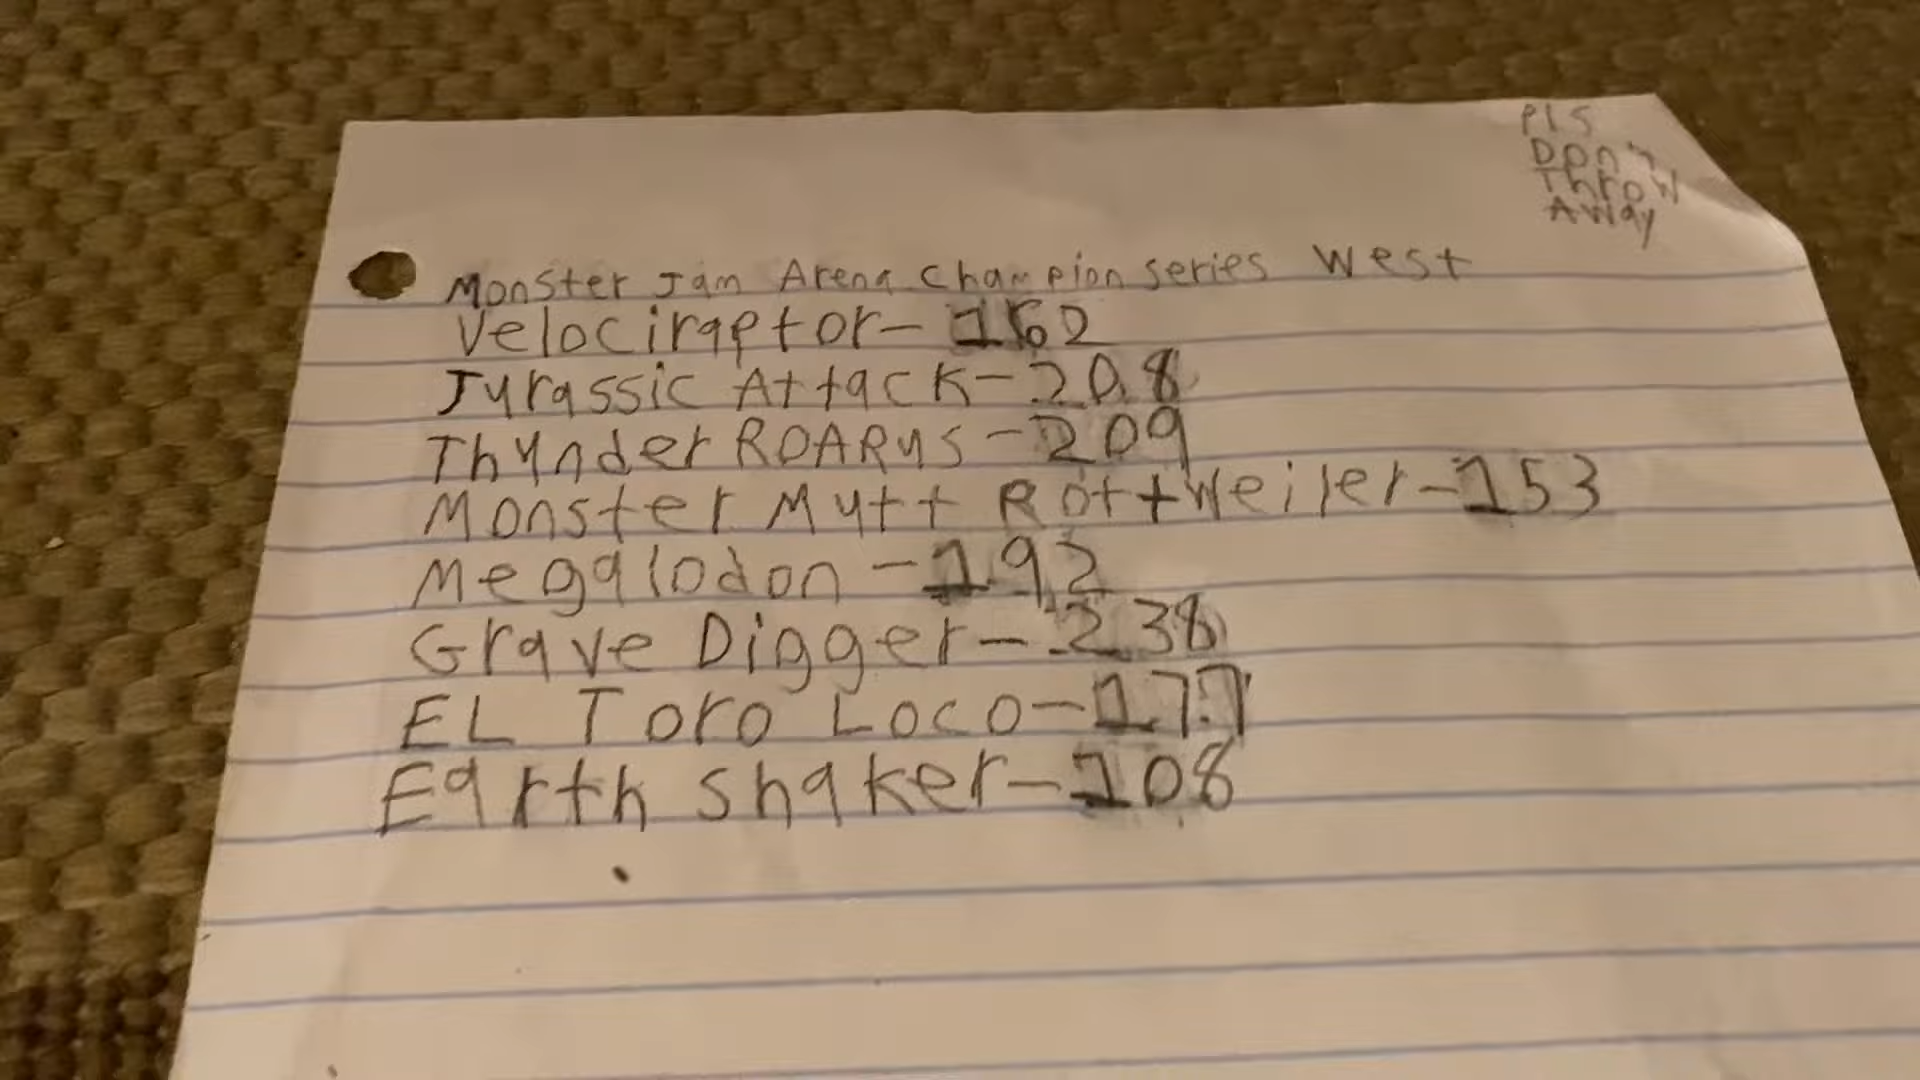 Pls
Don't
Throw
Away
Monster Jam Arena Champion series West
Velociraptor-162
Jurassic Attack-208
Thunder ROARus-209
Monster Mutt Rottweiler-153
Megalodon-192
Grave Digger-238
EL Toro Loco-177
Earth shaker-108